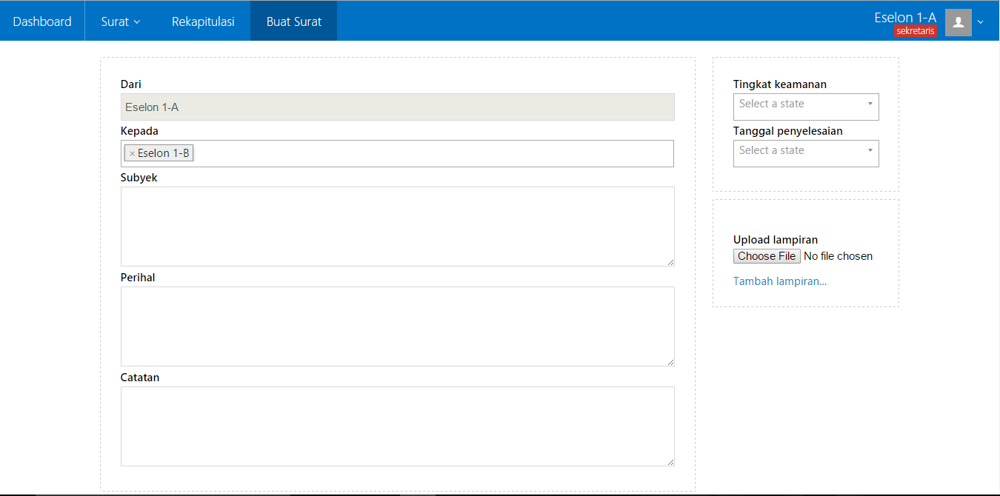 Dashboard
Surat
Rekapitulasi
Buat Surat
Eselon 1-A
sekretaris
Dari
Eselon 1-A
Kepada
× Eselon 1-B
Subyek
Perihal
Catatan
Tingkat keamanan
Select a state
Tanggal penyelesaian
Select a state
Upload lampiran
Choose File No file chosen
Tambah lampiran...